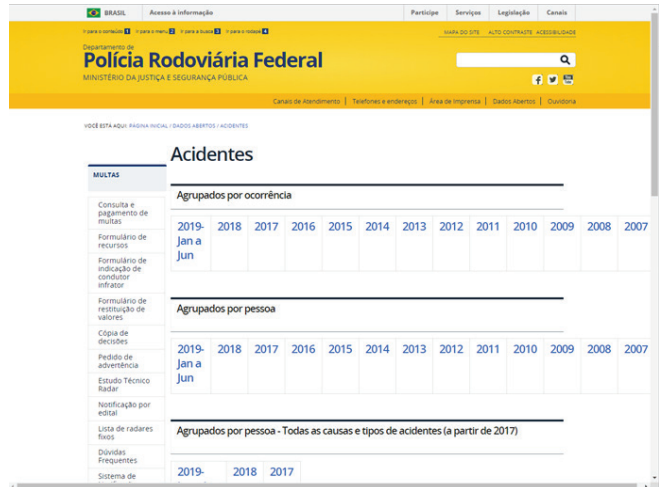 BRASIL Acesso à informação Participe Serviços Legislação Canais
Ir para o conteúdo 1 Ir para o menu 2 Ir para a busca 3 Ir para o rodapé 4 MAPA DO SITE ALTO CONTRASTE ACESSIBILIDADE
Departamento de
Polícia Rodoviária Federal
MINISTÉRIO DA JUSTIÇA E SEGURANÇA PÚBLICA
Canais de Atendimento | Telefones e endereços | Área de Imprensa | Dados Abertos | Ouvidoria
VOCÊ ESTÁ AQUI: PÁGINA INICIAL / DADOS ABERTOS / ACIDENTES
MULTAS
Consulta e
pagamento de
multas
Formulário de
recursos
Formulário de
indicação de
condutor
infrator
Formulário de
restituição de
valores
Cópia de
decisões
Pedido de
advertência
Estudo Técnico
Radar
Notificação por
edital
Lista de radares
fixos
Dúvidas
Frequentes
Sistema de
Acidentes
Agrupados por ocorrência
2019- 2018 2017 2016 2015 2014 2013 2012 2011 2010 2009 2008 2007
Jan a
Jun
Agrupados por pessoa
2019- 2018 2017 2016 2015 2014 2013 2012 2011 2010 2009 2008 2007
Jan a
Jun
Agrupados por pessoa - Todas as causas e tipos de acidentes (a partir de 2017)
2019- 2018 2017